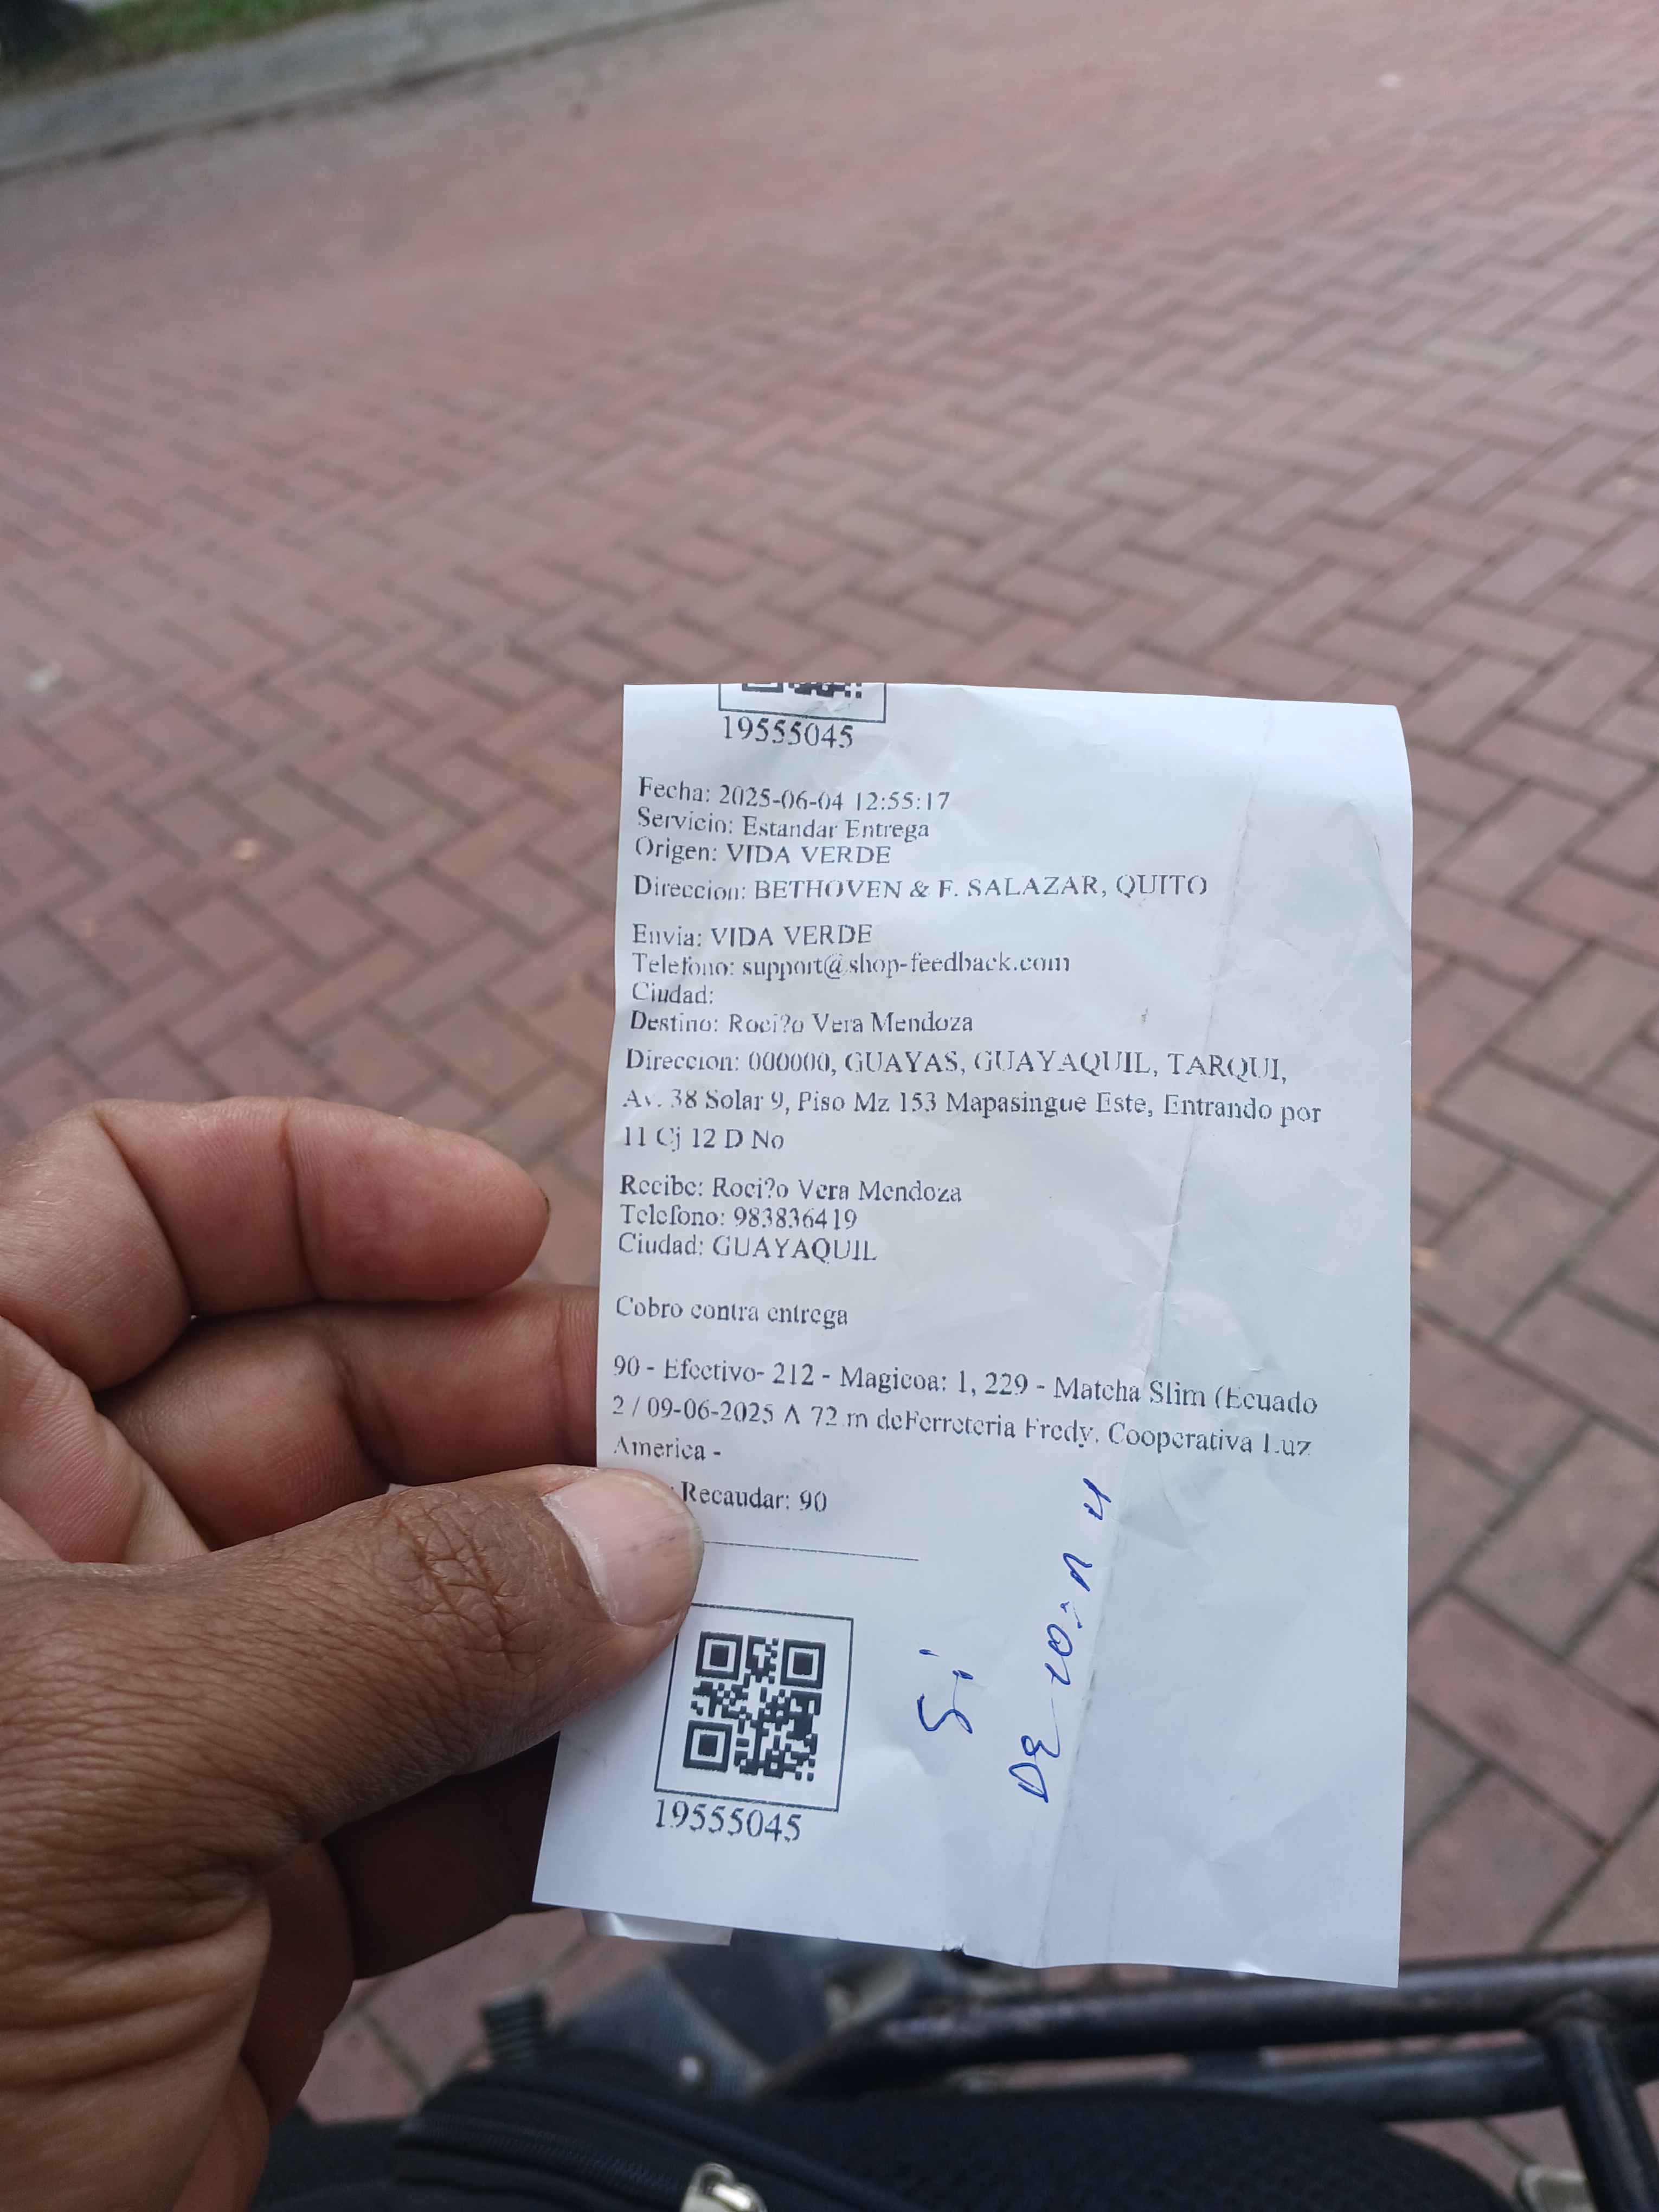 19555045
Fecha: 2025-06-04 12:55:17
Servicio: Estandar Entrega
Origen: VIDA VERDE
Direccion: BETHOVEN & F. SALAZAR, QUITO
Envia: VIDA VERDE
Telefono: support@shop-feedback.com
Ciudad:
Destino: Roci?o Vera Mendoza
Direccion: 000000, GUAYAS, GUAYAQUIL, TARQUI,
Av. 38 Solar 9, Piso Mz 153 Mapasingue Este, Entrando por
11 Cj 12 D No
Recibe: Roci?o Vera Mendoza
Telefono: 983836419
Ciudad: GUAYAQUIL
Cobro contra entrega
90 - Efectivo- 212 - Magicoa: 1, 229 - Matcha Slim (Ecuado
2 / 09-06-2025 A 72 m deFerreteria Fredy, Cooperativa Luz
America -
Recaudar: 90
19555045
Si
DE